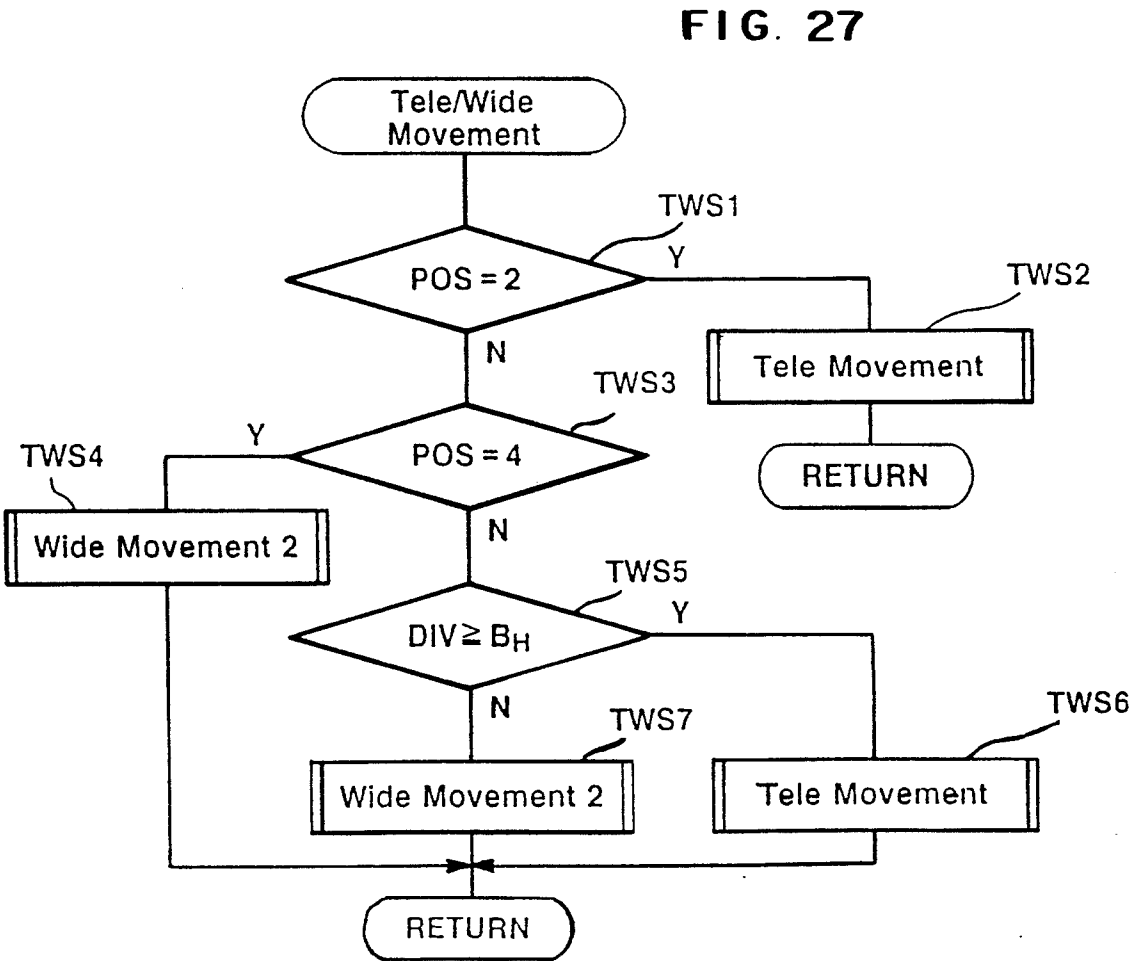 FIG. 27
Tele/Wide
Movement
TWS1
POS = 2
Y
N
TWS2
Tele Movement
RETURN
TWS3
POS = 4
Y
N
TWS4
Wide Movement 2
TWS5
DIV ≧ BH
Y
N
TWS6
Tele Movement
TWS7
Wide Movement 2
RETURN